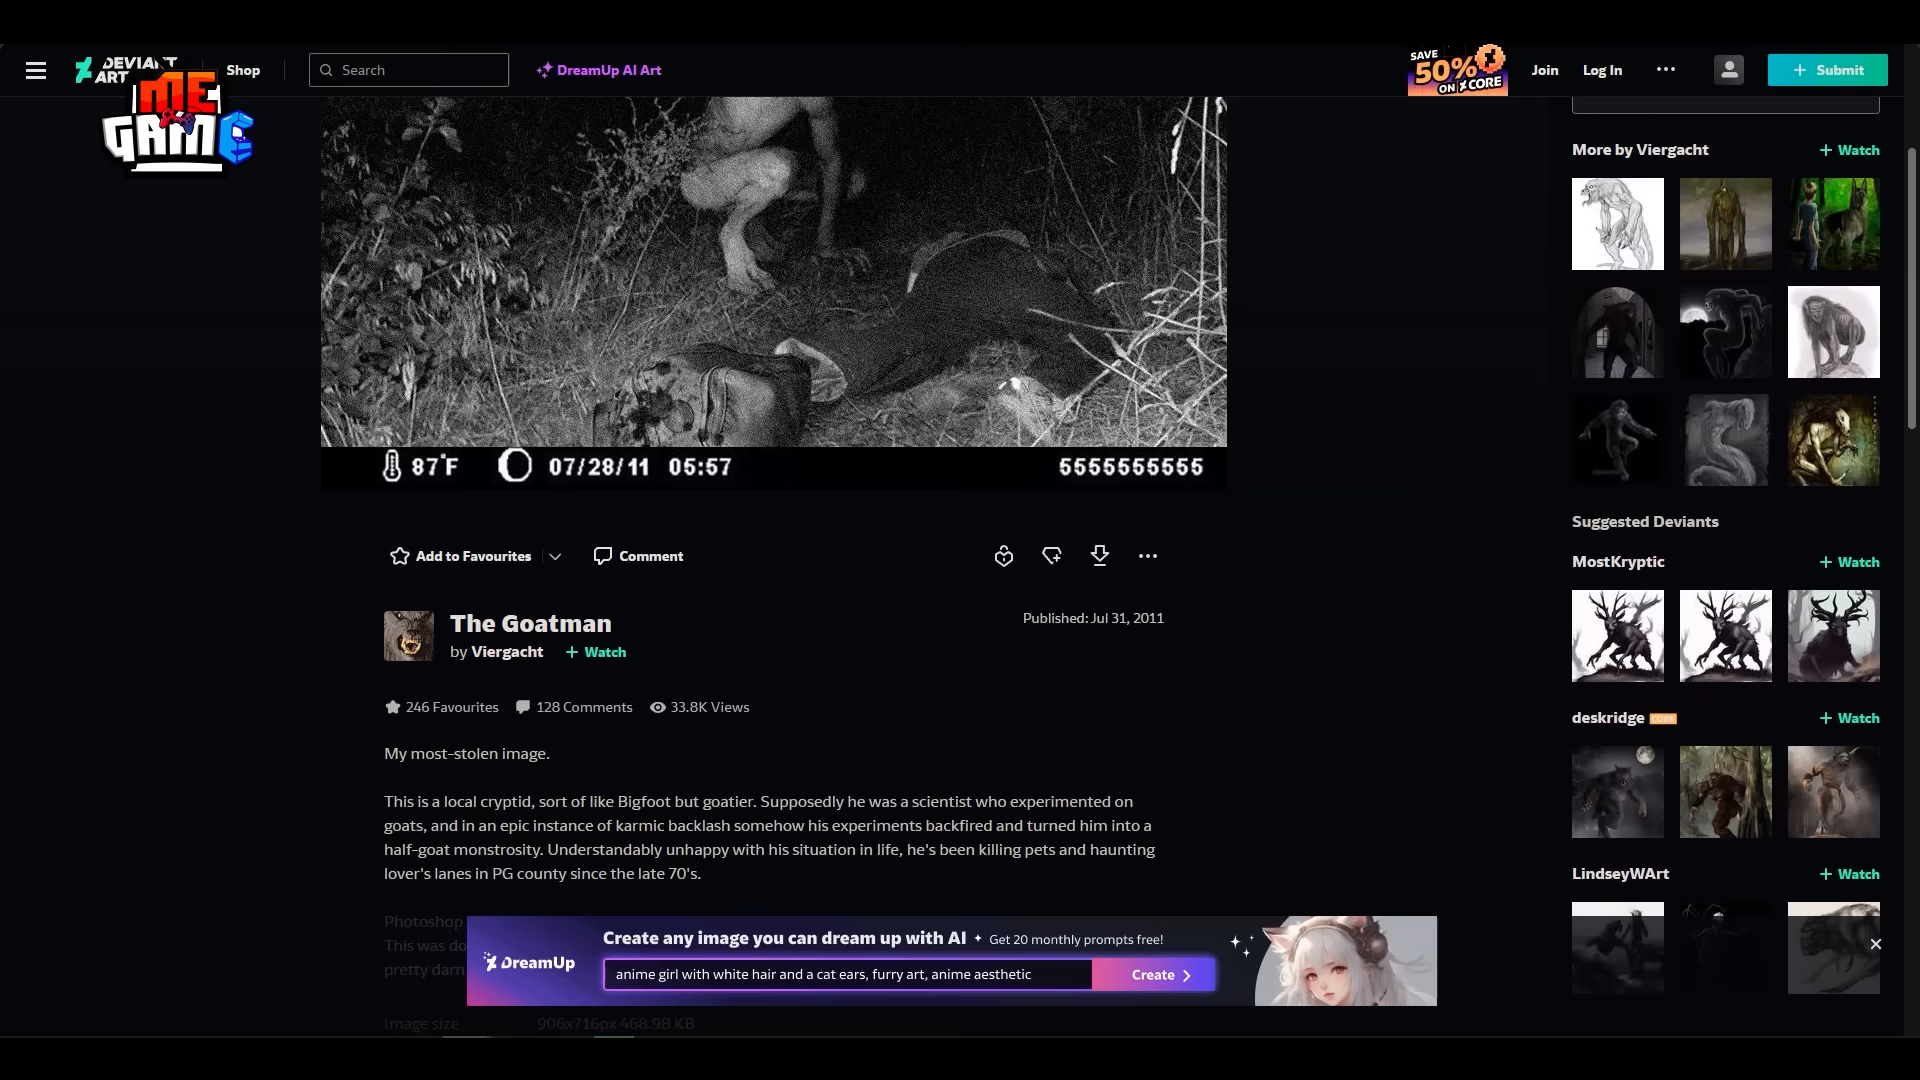 DEVIANT
ART
Shop
Search
DreamUp AI Art
SAVE
50%
ON CORE
Join
Log In
Submit
ME
GAME
More by Viergacht
Watch
87°F
07/28/11 05:57
5555555555
Suggested Deviants
MostKryptic
Watch
Add to Favourites
Comment
The Goatman
by Viergacht
Watch
Published: Jul 31, 2011
246 Favourites
128 Comments
33.8K Views
deskridge CORE
Watch
My most-stolen image.
This is a local cryptid, sort of like Bigfoot but goatier. Supposedly he was a scientist who experimented on
goats, and in an epic instance of karmic backlash somehow his experiments backfired and turned him into a
half-goat monstrosity. Understandably unhappy with his situation in life, he's been killing pets and haunting
lover's lanes in PG county since the late 70's.
LindseyWArt
Watch
Photoshop
This was do
pretty darn
DreamUp
Create any image you can dream up with AI
Get 20 monthly prompts free!
anime girl with white hair and a cat ears, furry art, anime aesthetic
Create
Image size
906x716px 468.98 KB